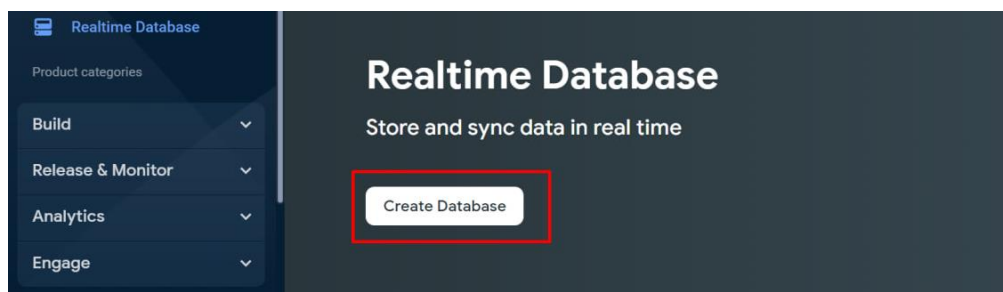 Realtime Database
Product categories
Build
Release & Monitor
Analytics
Engage
Realtime Database
Store and sync data in real time
Create Database